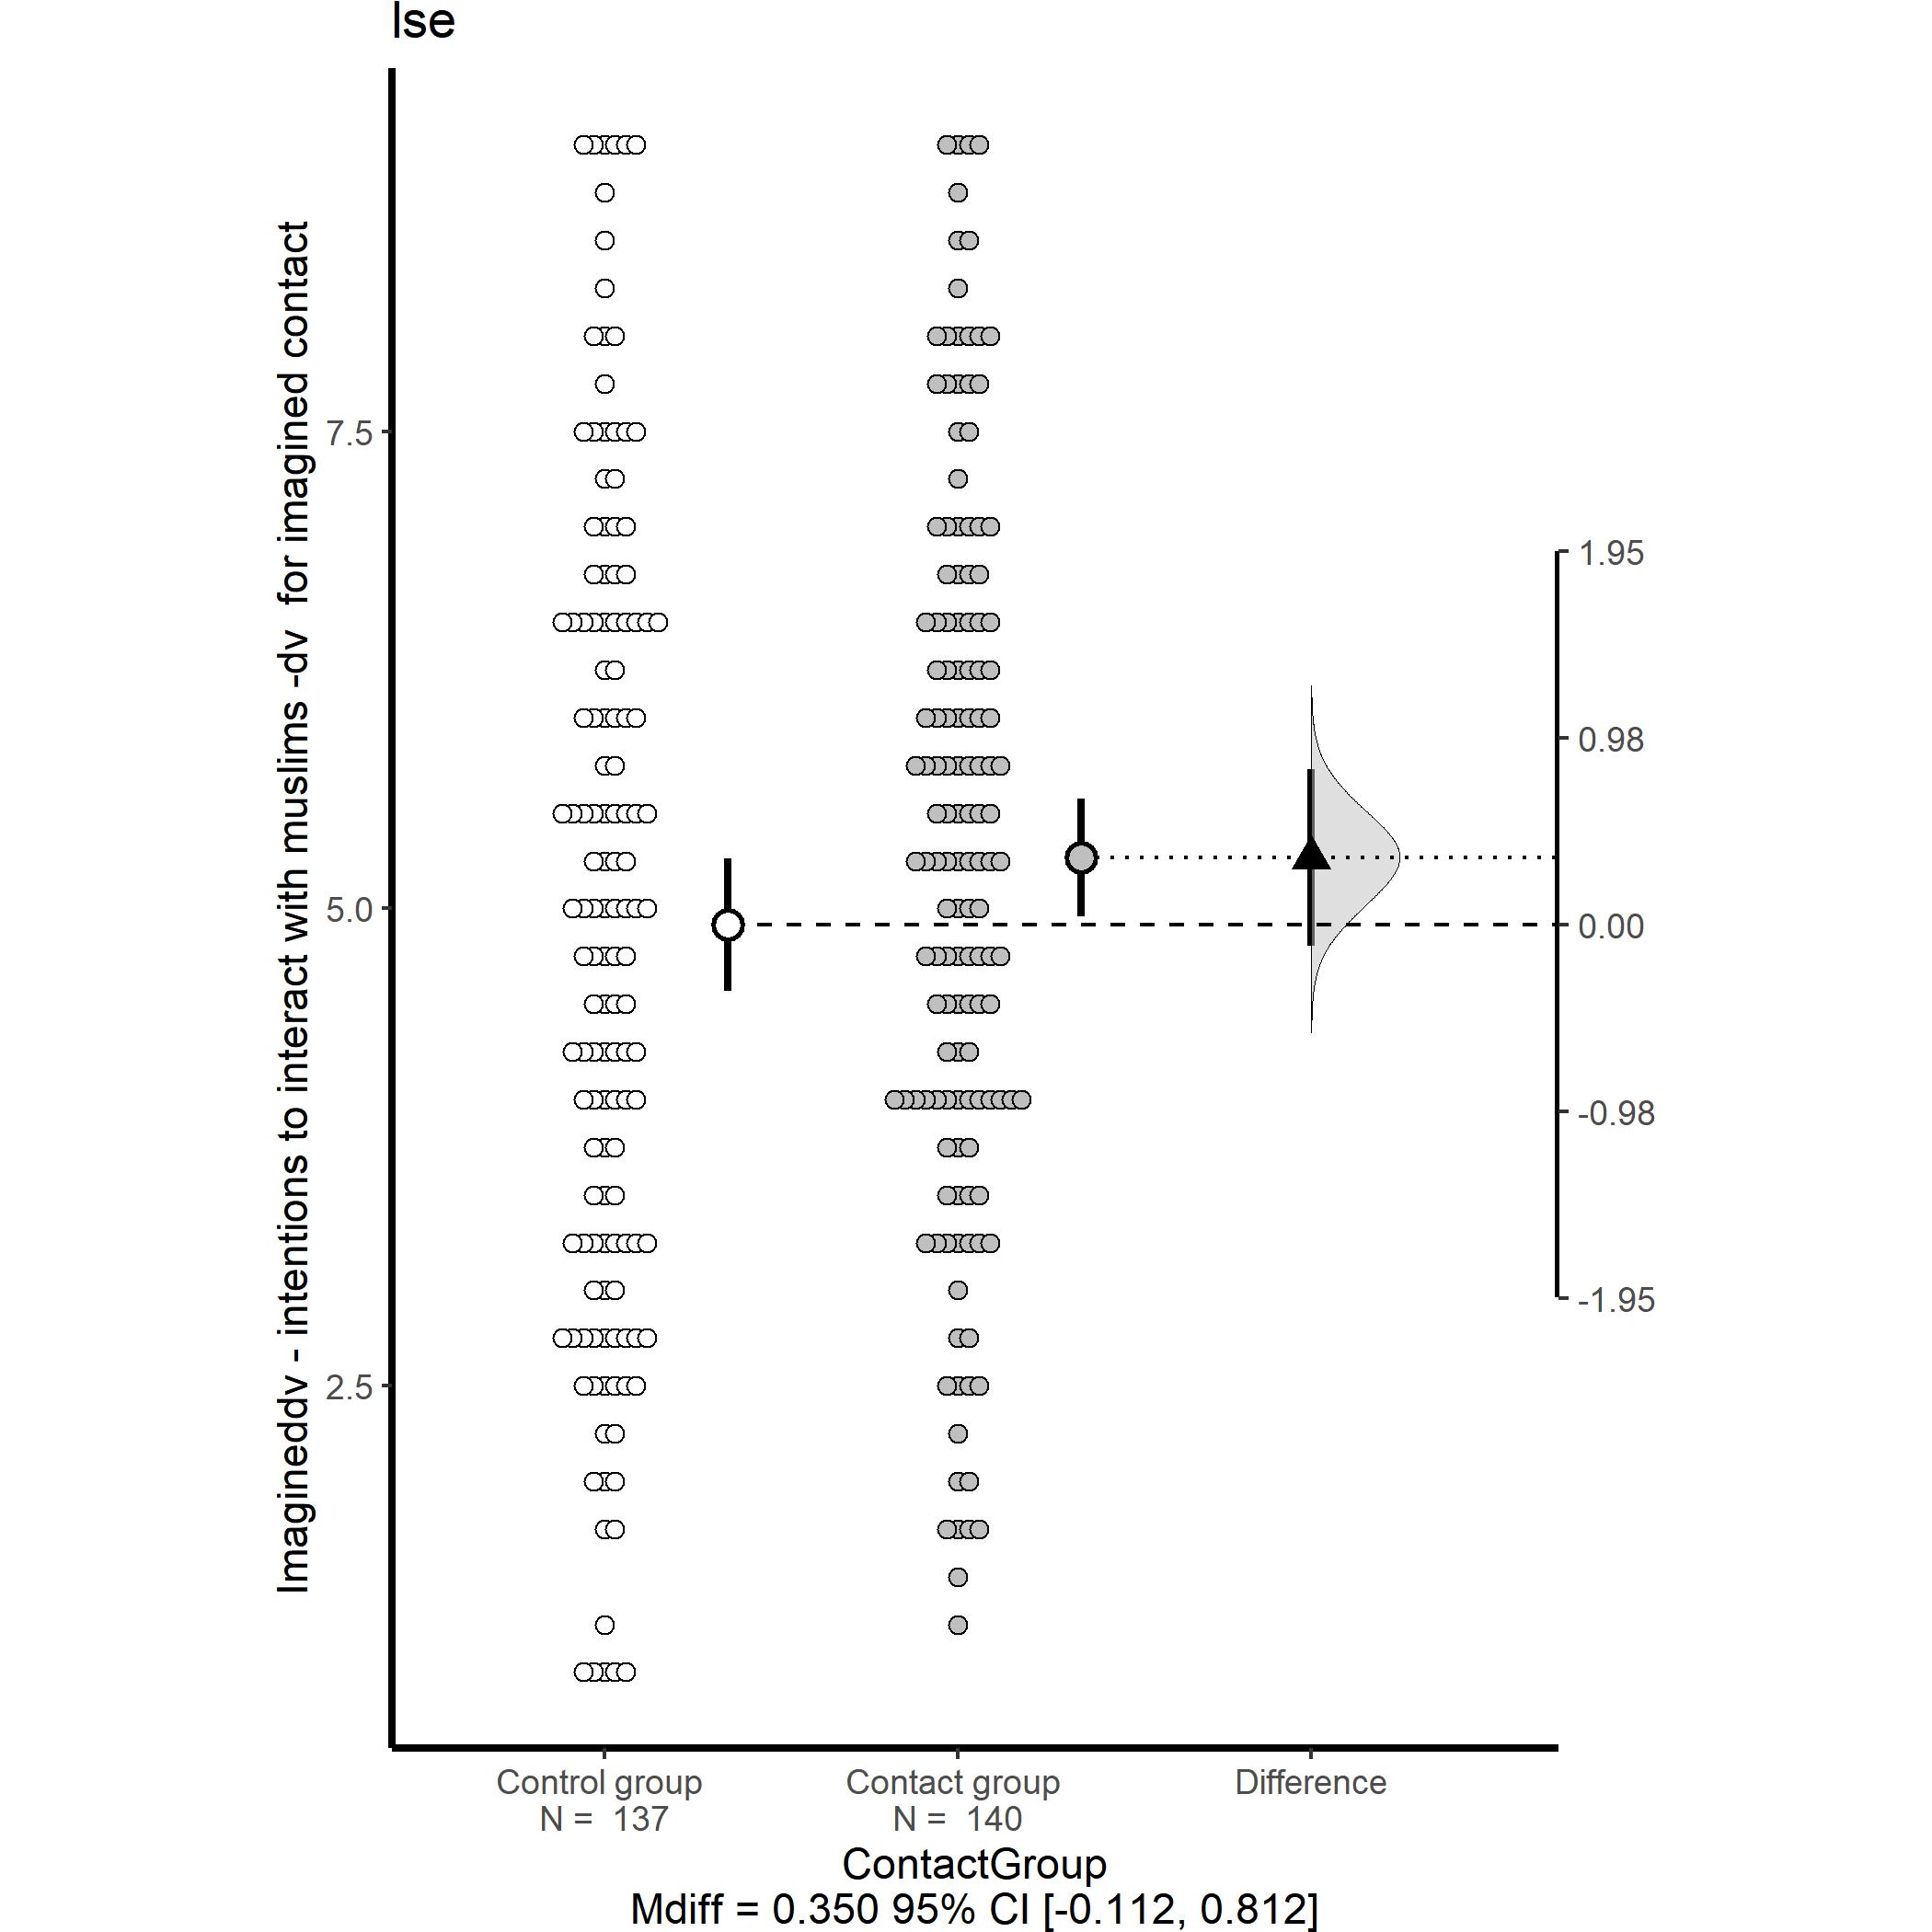 Ise
Imagineddv - intentions to interact with muslims -dv  for imagined contact
7.5
5.0
2.5
1.95
0.98
0.00
-0.98
-1.95
Control group
N =  137
Contact group
N =  140
Difference
ContactGroup
Mdiff = 0.350 95% CI [-0.112, 0.812]